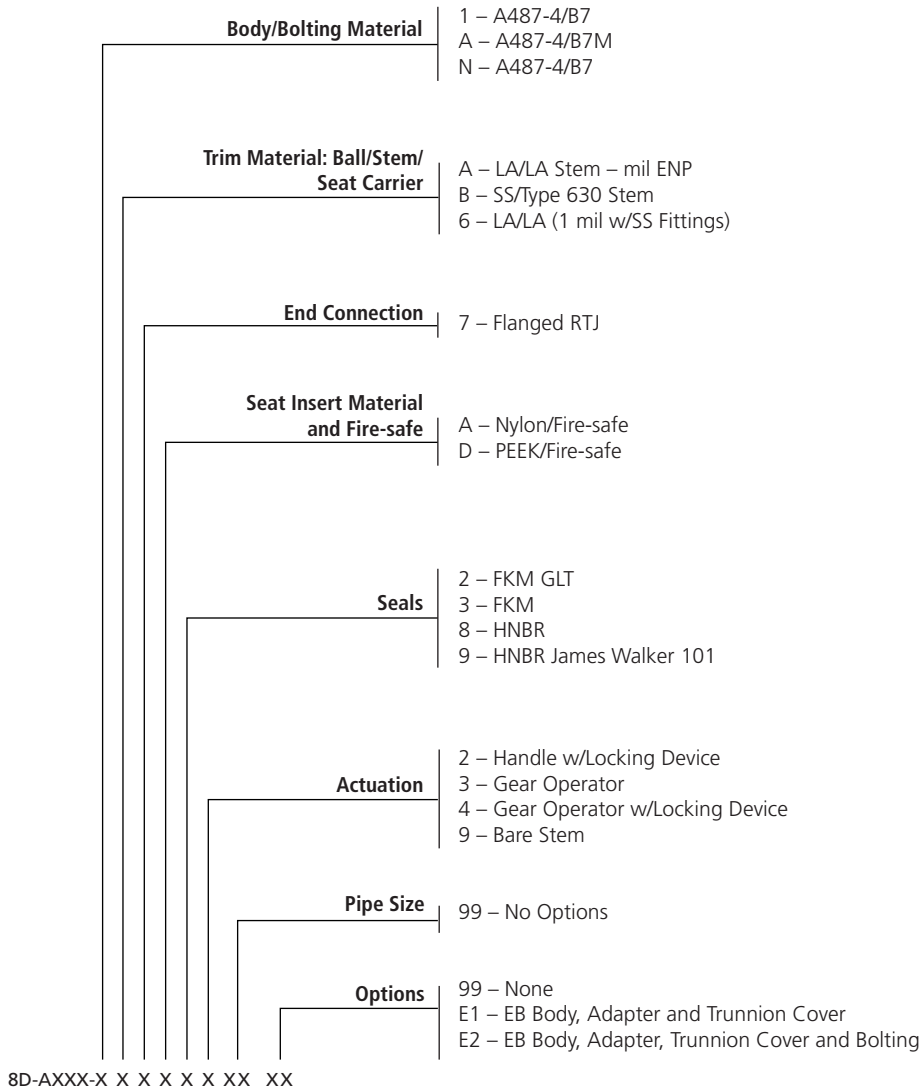 Body/Bolting Material
1 – A487-4/B7
A – A487-4/B7M
N – A487-4/B7
Trim Material: Ball/Stem/
Seat Carrier
A – LA/LA Stem – mil ENP
B – SS/Type 630 Stem
6 – LA/LA (1 mil w/SS Fittings)
End Connection
7 – Flanged RTJ
Seat Insert Material
and Fire-safe
A – Nylon/Fire-safe
D – PEEK/Fire-safe
Seals
2 – FKM GLT
3 – FKM
8 – HNBR
9 – HNBR James Walker 101
Actuation
2 – Handle w/Locking Device
3 – Gear Operator
4 – Gear Operator w/Locking Device
9 – Bare Stem
Pipe Size
99 – No Options
Options
99 – None
E1 – EB Body, Adapter and Trunnion Cover
E2 – EB Body, Adapter, Trunnion Cover and Bolting
8D-AXXX-X X X X X X XX XX